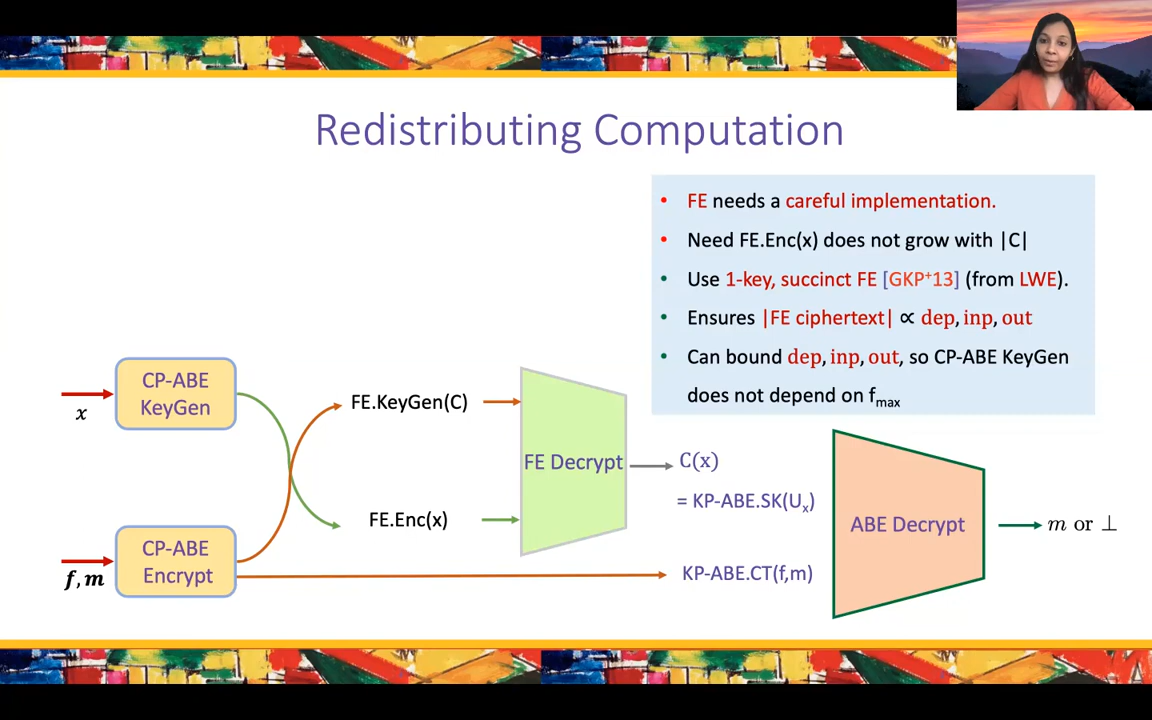 Redistributing Computation
• FE needs a careful implementation.
• Need FE.Enc(x) does not grow with |C|
• Use 1-key, succinct FE [GKP⁺13] (from LWE).
• Ensures |FE ciphertext| ∝ dep, inp, out
• Can bound dep, inp, out, so CP-ABE KeyGen
does not depend on fₘₐₓ
x
CP-ABE
KeyGen
f, m
CP-ABE
Encrypt
FE.KeyGen(C)
FE.Enc(x)
FE Decrypt
C(x)
= KP-ABE.SK(Uₓ)
KP-ABE.CT(f,m)
ABE Decrypt
m or ⊥